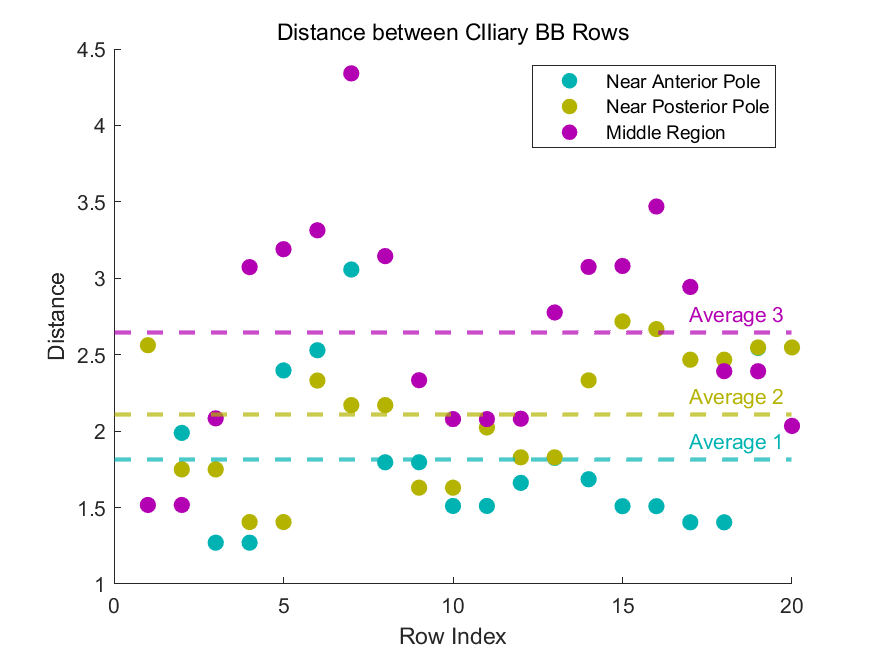 Distance between CIliary BB Rows
Near Anterior Pole
Near Posterior Pole
Middle Region
4.5
4
3.5
3
2.5
2
1.5
1
Distance
Average 3
Average 2
Average 1
0
5
10
15
20
Row Index